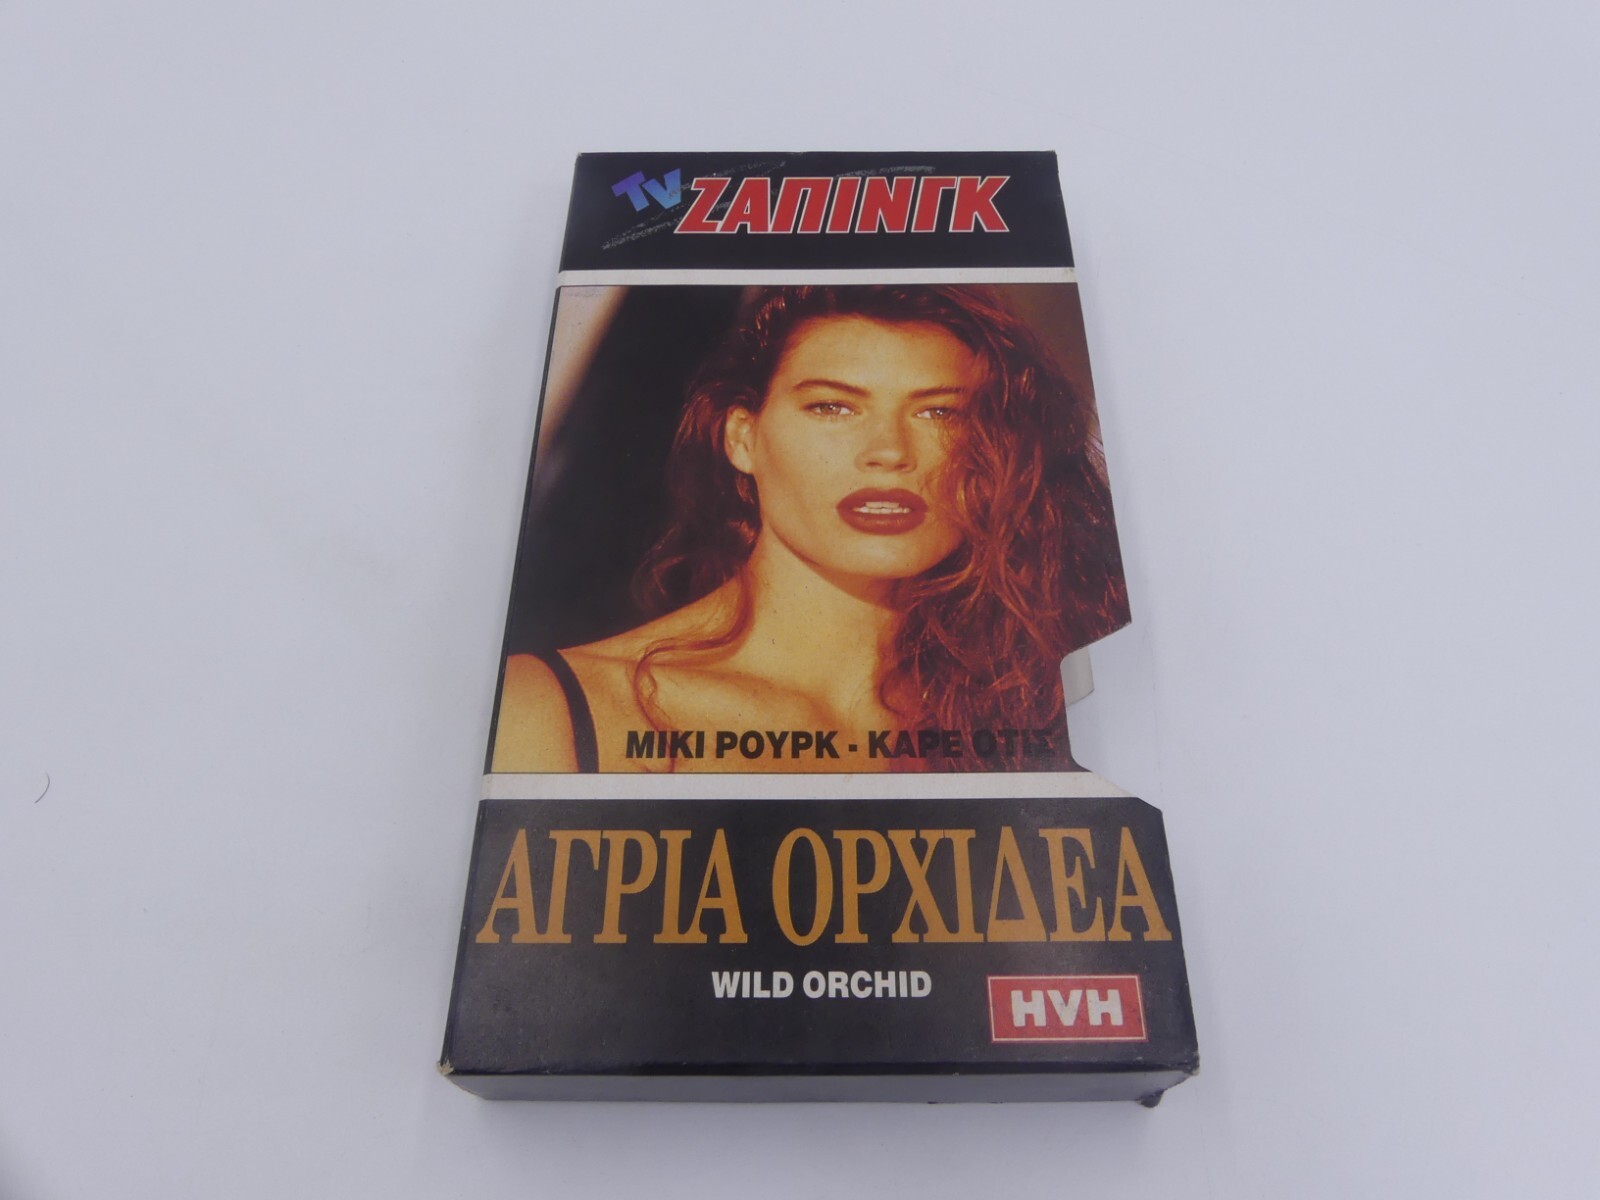 TV ΖΑΠΙΝΓΚ
ΜΙΚΙ ΡΟΥΡΚ - ΚΑΡΕ ΟΤΙΣ
ΑΓΡΙΑ ΟΡΧΙΔΕΑ
WILD ORCHID
HVH